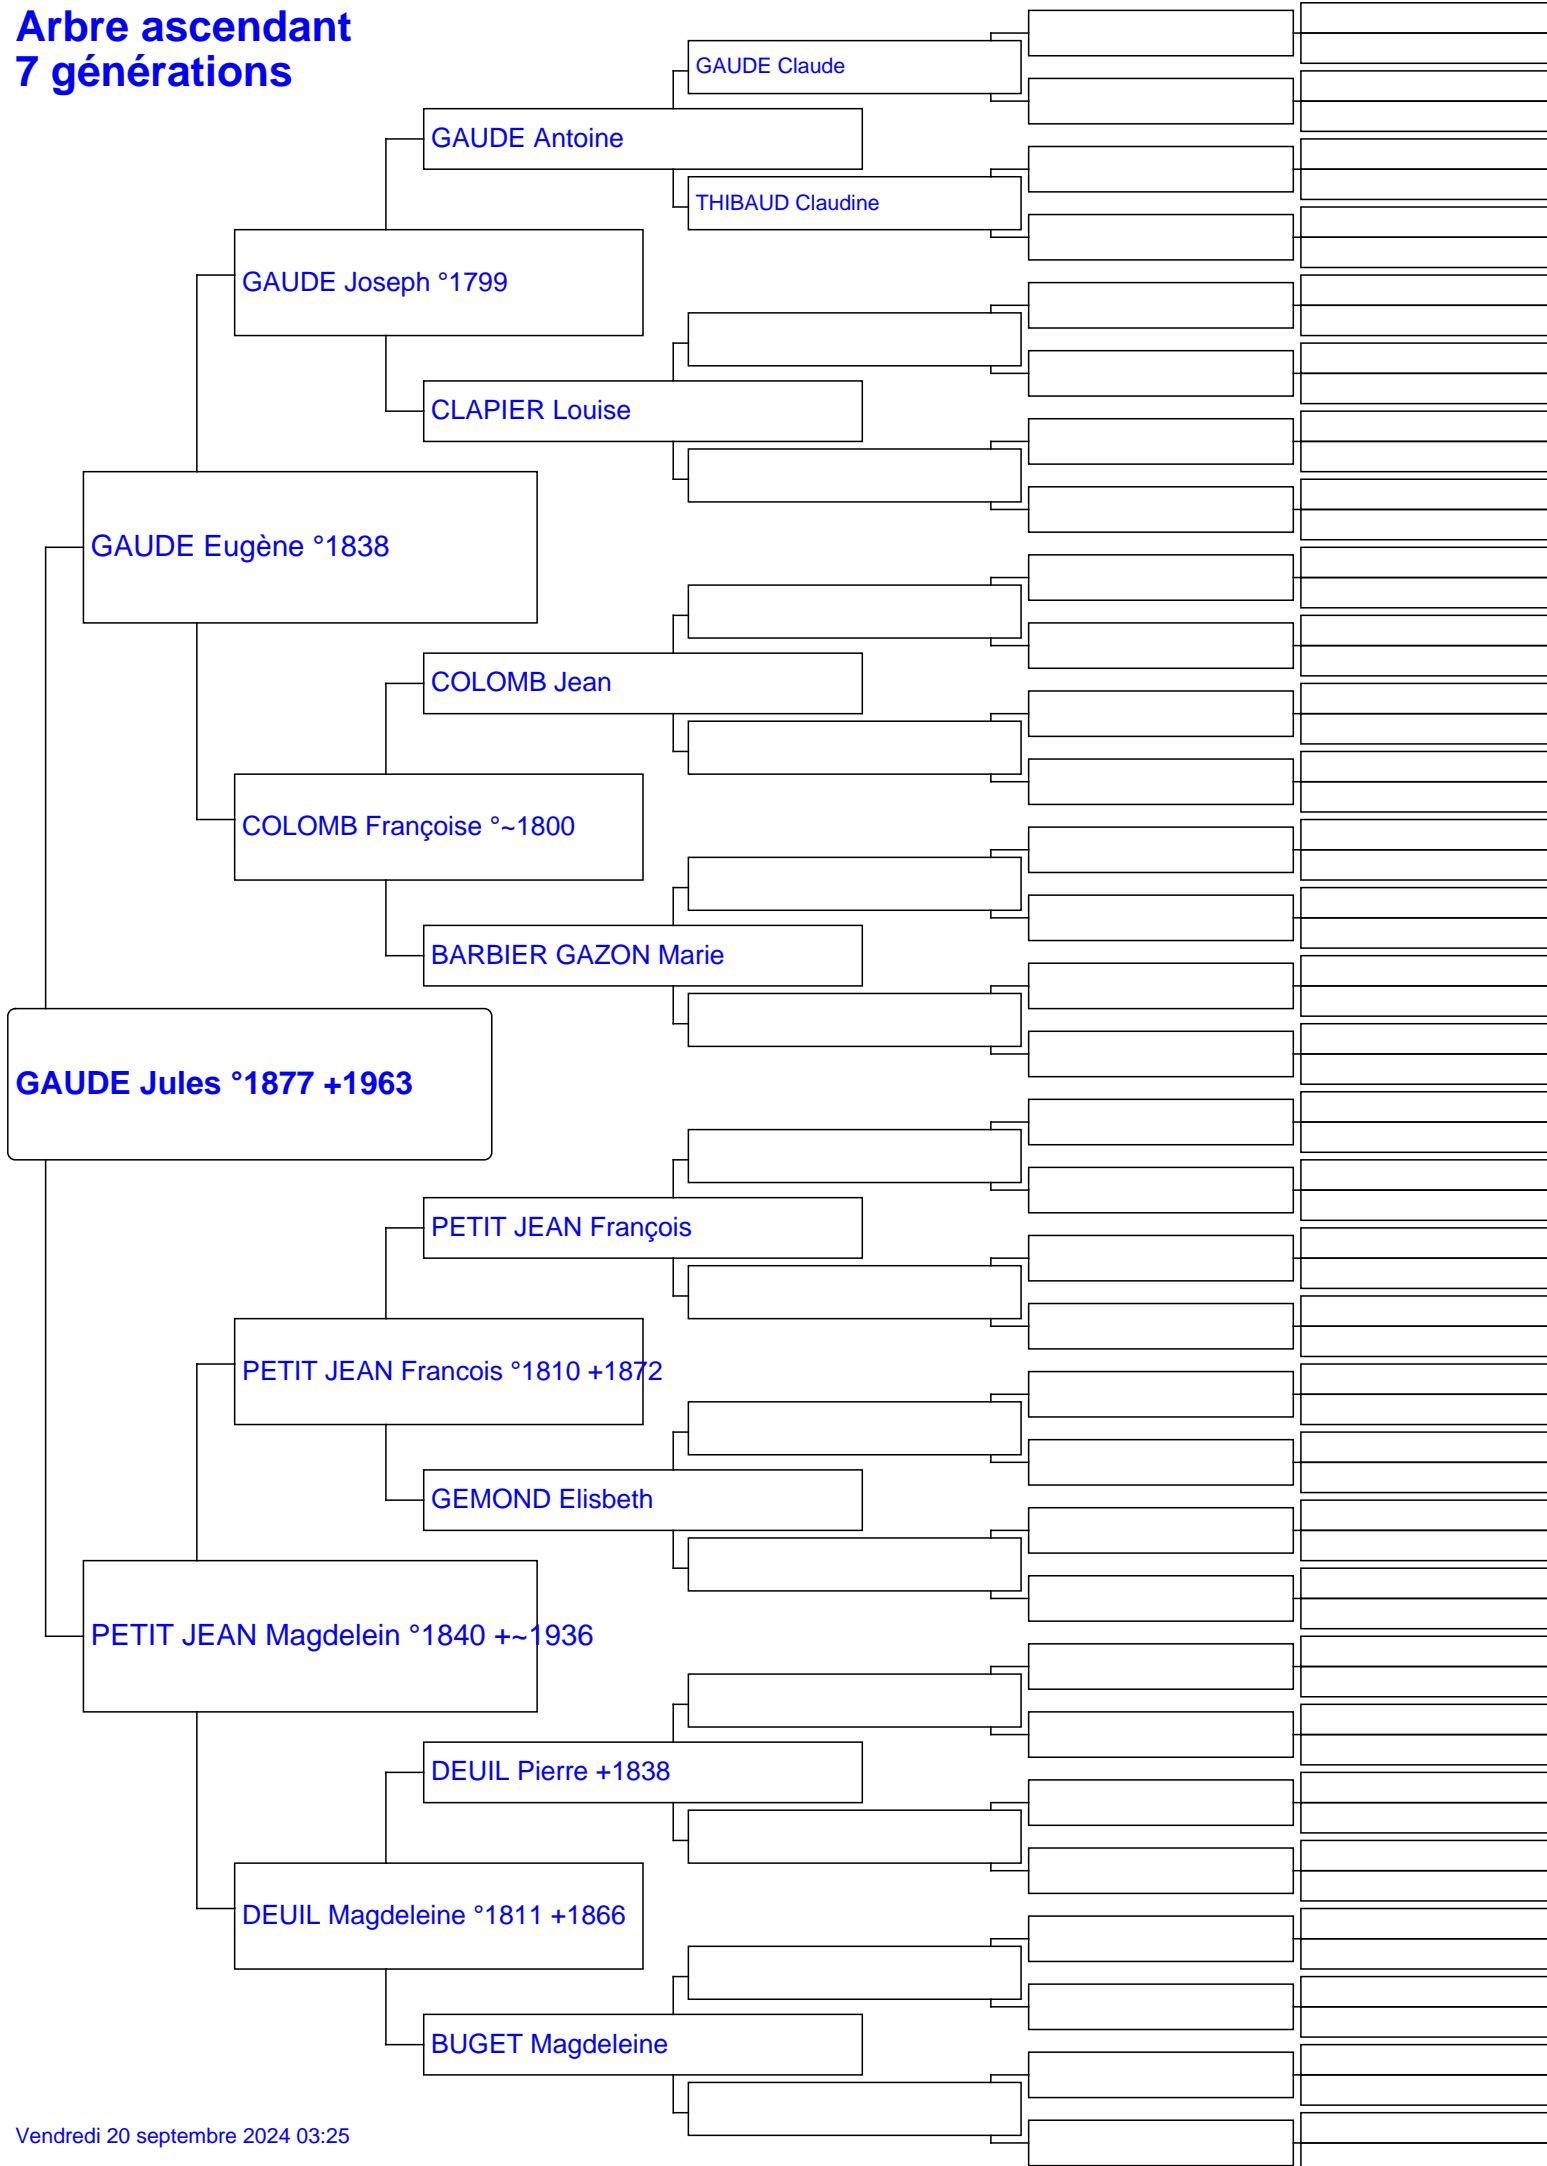 Arbre ascendant
7 générations
GAUDE Claude
GAUDE Antoine
THIBAUD Claudine
GAUDE Joseph °1799
CLAPIER Louise
GAUDE Eugène °1838
COLOMB Jean
COLOMB Françoise °~1800
BARBIER GAZON Marie
GAUDE Jules °1877 +1963
PETIT JEAN François
PETIT JEAN Francois °1810 +1872
GEMOND Elisbeth
PETIT JEAN Magdelein °1840 +~1936
DEUIL Pierre +1838
DEUIL Magdeleine °1811 +1866
BUGET Magdeleine
Vendredi 20 septembre 2024 03:25